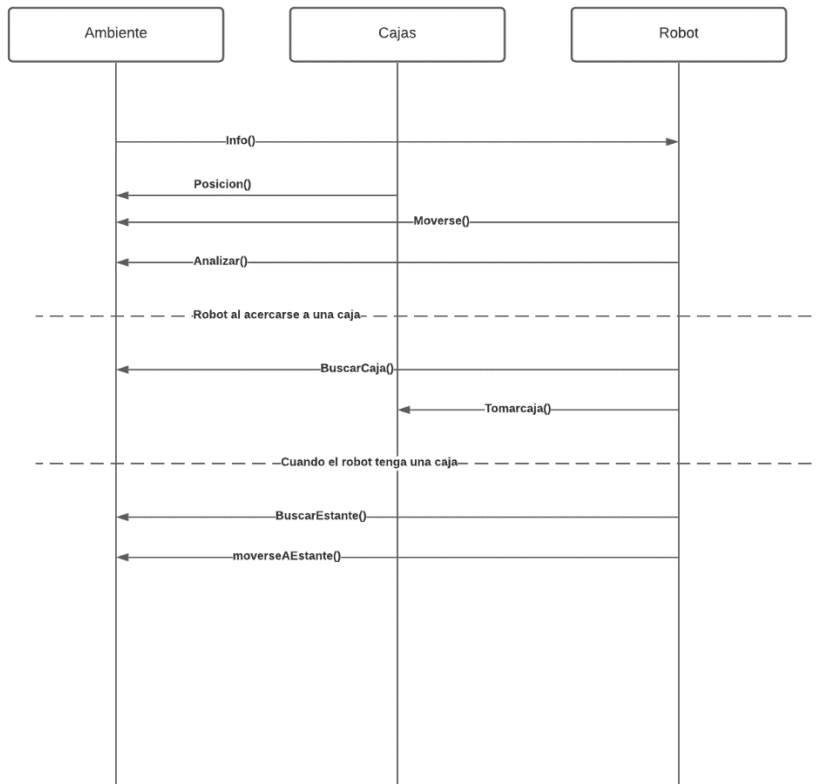 Ambiente
Cajas
Robot
Info()
Posicion()
Moverse()
Analizar()
Robot al acercarse a una caja
BuscarCaja()
Tomarcaja()
Cuando el robot tenga una caja
BuscarEstante()
moverseAEstante()